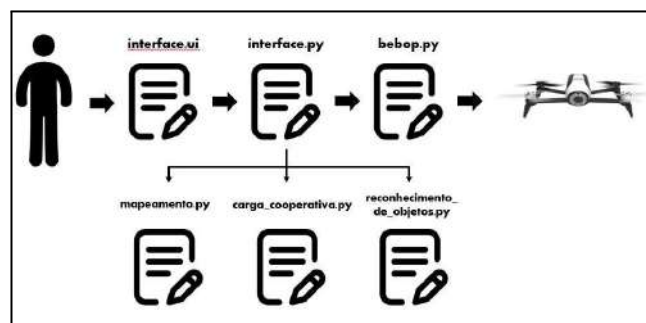 interface.ui
interface.py
bebop.py
mapeamento.py
carga_cooperativa.py
reconhecimento_
de_objetos.py